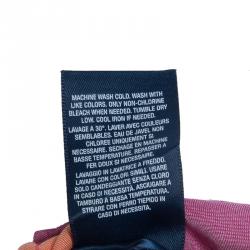 MACHINE WASH COLD. WASH WITH
LIKE COLORS. ONLY NON-CHLORINE
BLEACH WHEN NEEDED. TUMBLE DRY
LOW. COOL IRON IF NEEDED.
LAVAGE A 30°. LAVER AVEC COULEURS
SEMBLABLES. EAU DE JAVEL NON
CHLOREE UNIQUEMENT SI
NECESSAIRE. SECHAGE EN MACHINE A
BASSE TEMPERATURE. REPASSER A
FER DOUX SI NECESSAIRE.
LAVAGGIO IN LAVATRICE A FREDDO.
LAVARE CON COLORI SIMILI. USARE
SOLO CANDEGGIANTE SENZA CLORO
IN CASO DI NECESSITÀ. ASCIUGARE A
TAMBURO A BASSA TEMPERATURA.
STIRARE CON FERRO TIEPIDO IN
CASO DI NECESSITÀ.